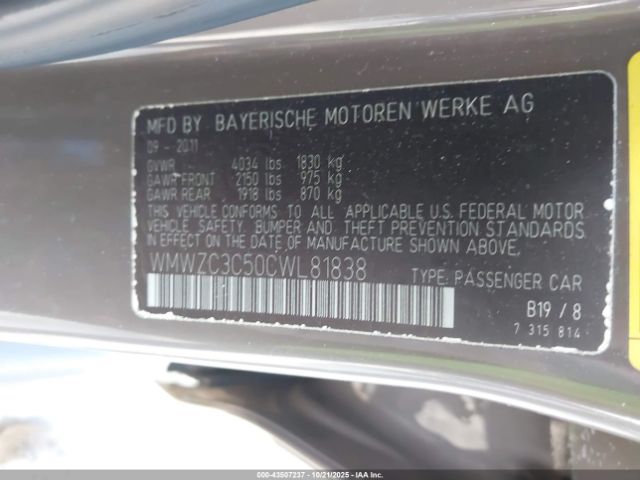 MFD BY BAYERISCHE MOTOREN WERKE AG
09 - 2011
GVWR 4034 lbs 1830 kg
GAWR FRONT 2150 lbs 975 kg
GAWR REAR 1918 lbs 870 kg
THIS VEHICLE CONFORMS TO ALL APPLICABLE U.S. FEDERAL MOTOR
VEHICLE SAFETY, BUMPER AND THEFT PREVENTION STANDARDS
IN EFFECT ON THE DATE OF MANUFACTURE SHOWN ABOVE.
WMWZC3C50CWL81838
TYPE: PASSENGER CAR
B19 / 8
7 315 814
000-43507237 - 10/21/2025 - IAAI.com